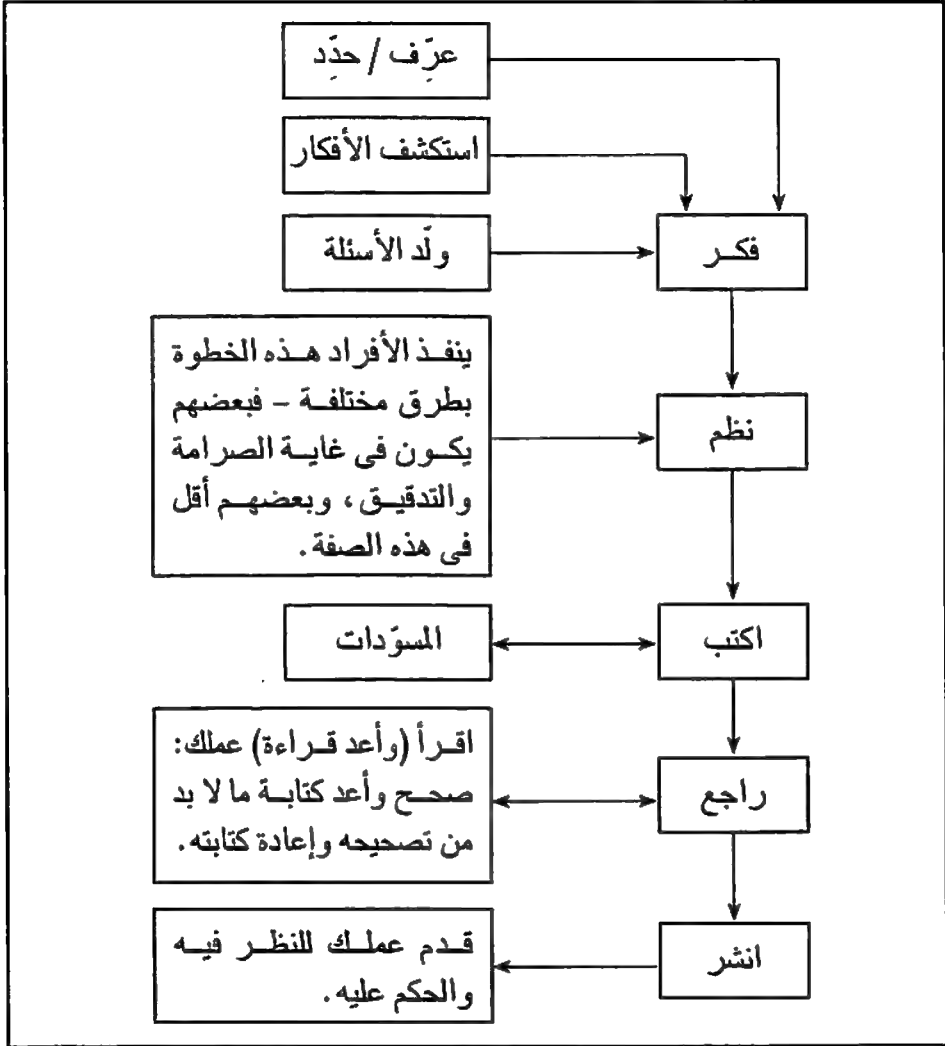 عرِّف / حدِّد
استكشف الأفكار
ولّد الأسئلة
فكر
ينفذ الأفراد هذه الخطوة
بطرق مختلفة – فبعضهم
يكون فى غاية الصرامة
والتدقيق ، وبعضهم أقل
فى هذه الصفة .
نظم
اكتب
المسوّدات
راجع
اقرأ (وأعد قراءة) عملك:
صحح وأعد كتابة ما لا بد
من تصحيحه وإعادة كتابته .
انشر
قدم عملك للنظر فيه
والحكم عليه .